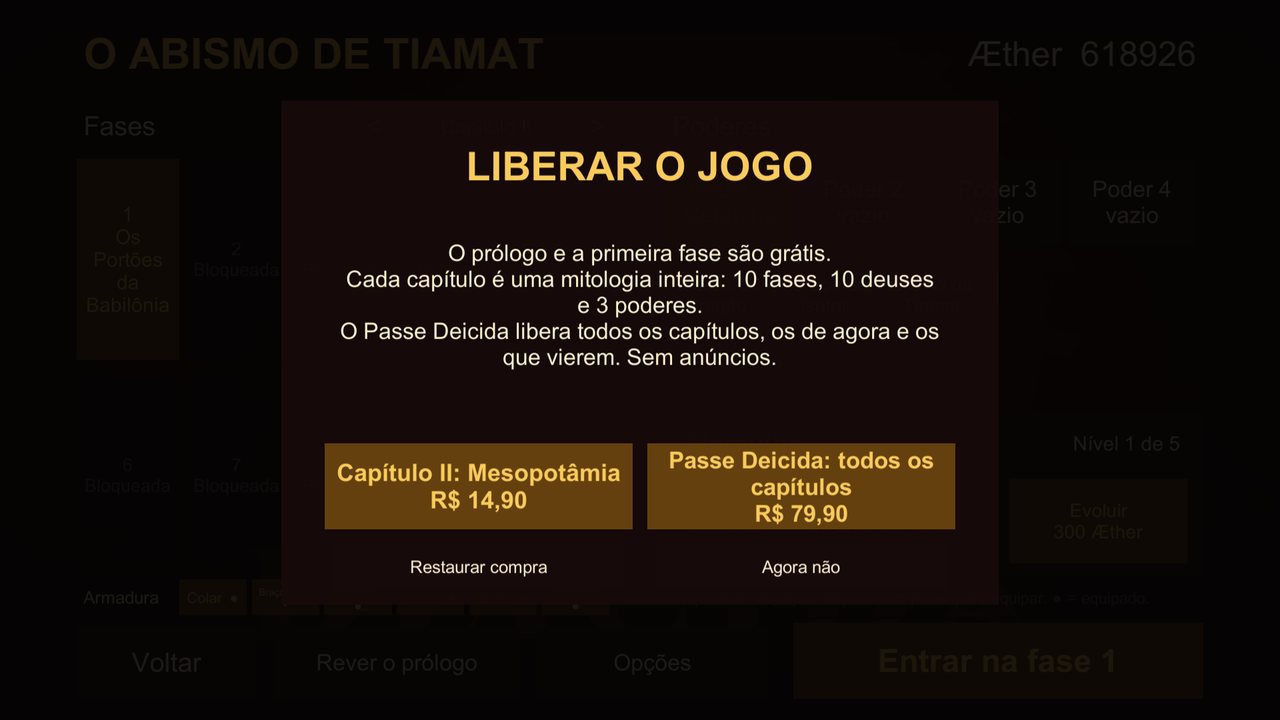 O ABISMO DE TIAMAT
Æther 618926
Fases
< Capítulo II >
Poderes
1
Os
Portões
da
Babilônia
2
Bloqueada
Poder 2
vazio
Poder 3
vazio
Poder 4
vazio
LIBERAR O JOGO
O prólogo e a primeira fase são grátis.
Cada capítulo é uma mitologia inteira: 10 fases, 10 deuses
e 3 poderes.
O Passe Deicida libera todos os capítulos, os de agora e os
que vierem. Sem anúncios.
Capítulo II: Mesopotâmia
R$ 14,90
Passe Deicida: todos os
capítulos
R$ 79,90
Restaurar compra
Agora não
6
Bloqueada
7
Bloqueada
Nível 1 de 5
Evoluir
300 Æther
Armadura
Colar ●
equipar. ● = equipado.
Voltar
Rever o prólogo
Opções
Entrar na fase 1